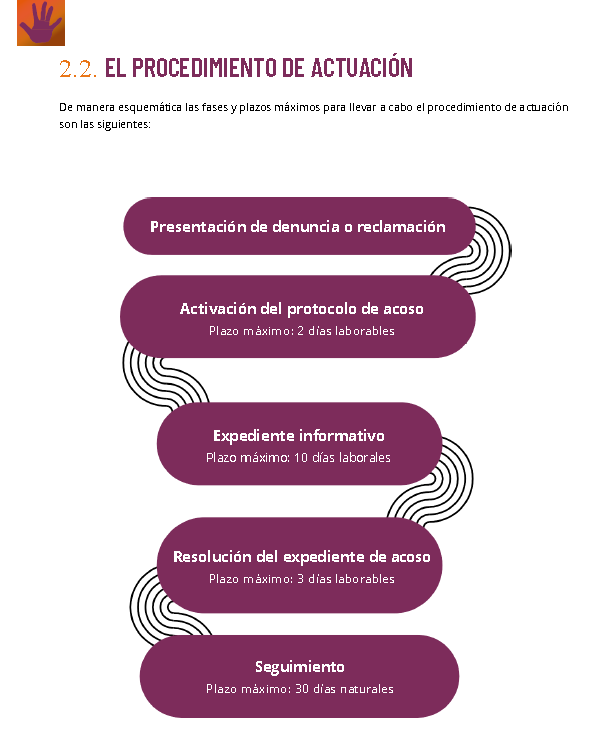 2.2. EL PROCEDIMIENTO DE ACTUACIÓN
De manera esquemática las fases y plazos máximos para llevar a cabo el procedimiento de actuación
son las siguientes:
Presentación de denuncia o reclamación
Activación del protocolo de acoso
Plazo máximo: 2 días laborables
Expediente informativo
Plazo máximo: 10 días laborales
Resolución del expediente de acoso
Plazo máximo: 3 días laborables
Seguimiento
Plazo máximo: 30 días naturales